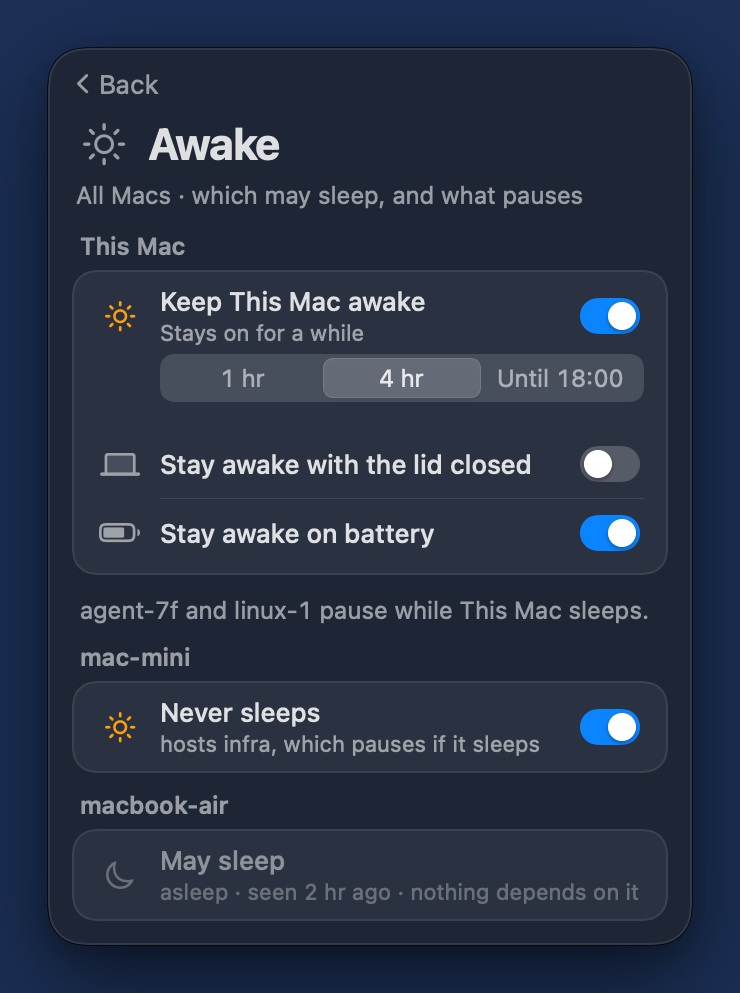 Back
Awake
All Macs · which may sleep, and what pauses
This Mac
Keep This Mac awake
Stays on for a while
1 hr 4 hr Until 18:00
Stay awake with the lid closed
Stay awake on battery
agent-7f and linux-1 pause while This Mac sleeps.
mac-mini
Never sleeps
hosts infra, which pauses if it sleeps
macbook-air
May sleep
asleep · seen 2 hr ago · nothing depends on it